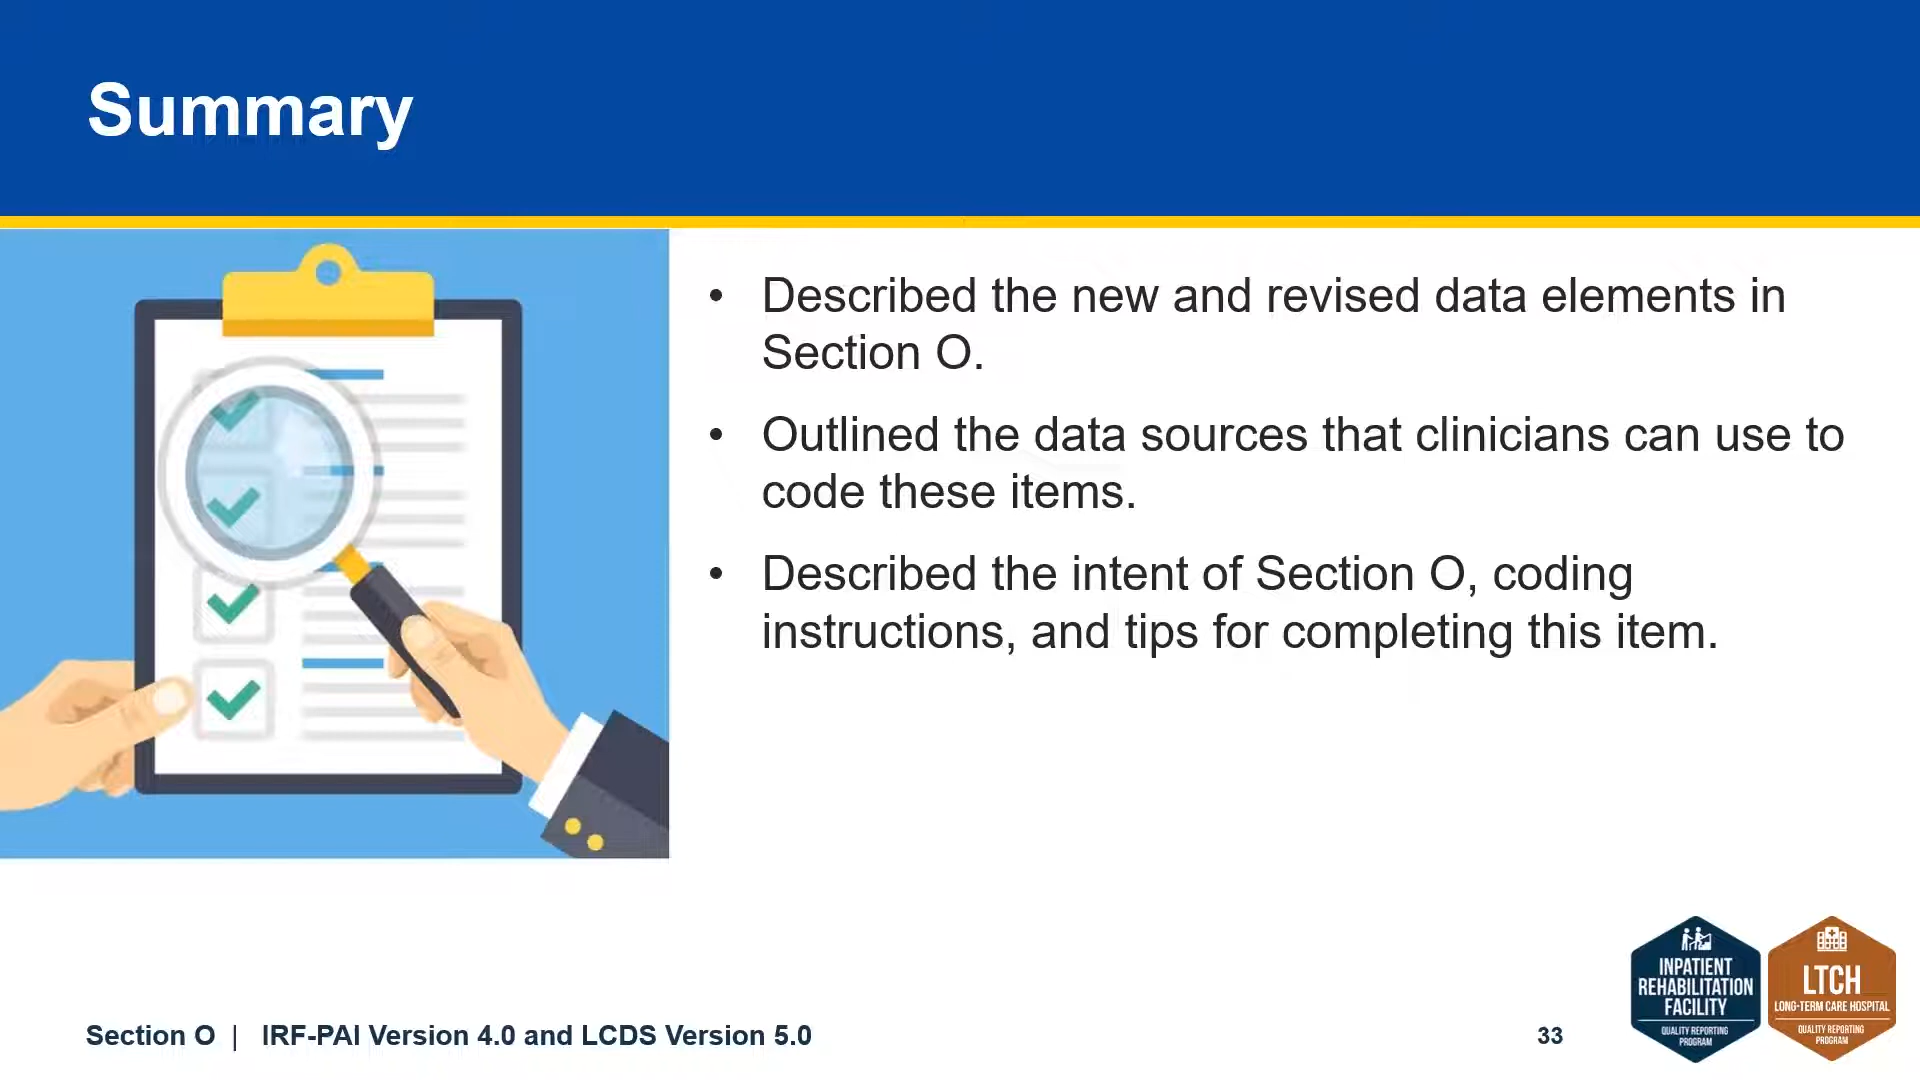 Summary
• Described the new and revised data elements in
Section O.
• Outlined the data sources that clinicians can use to
code these items.
• Described the intent of Section O, coding
instructions, and tips for completing this item.
Section O | IRF-PAI Version 4.0 and LCDS Version 5.0
33
INPATIENT
REHABILITATION
FACILITY
QUALITY REPORTING
PROGRAM
LTCH
LONG-TERM CARE HOSPITAL
QUALITY REPORTING
PROGRAM